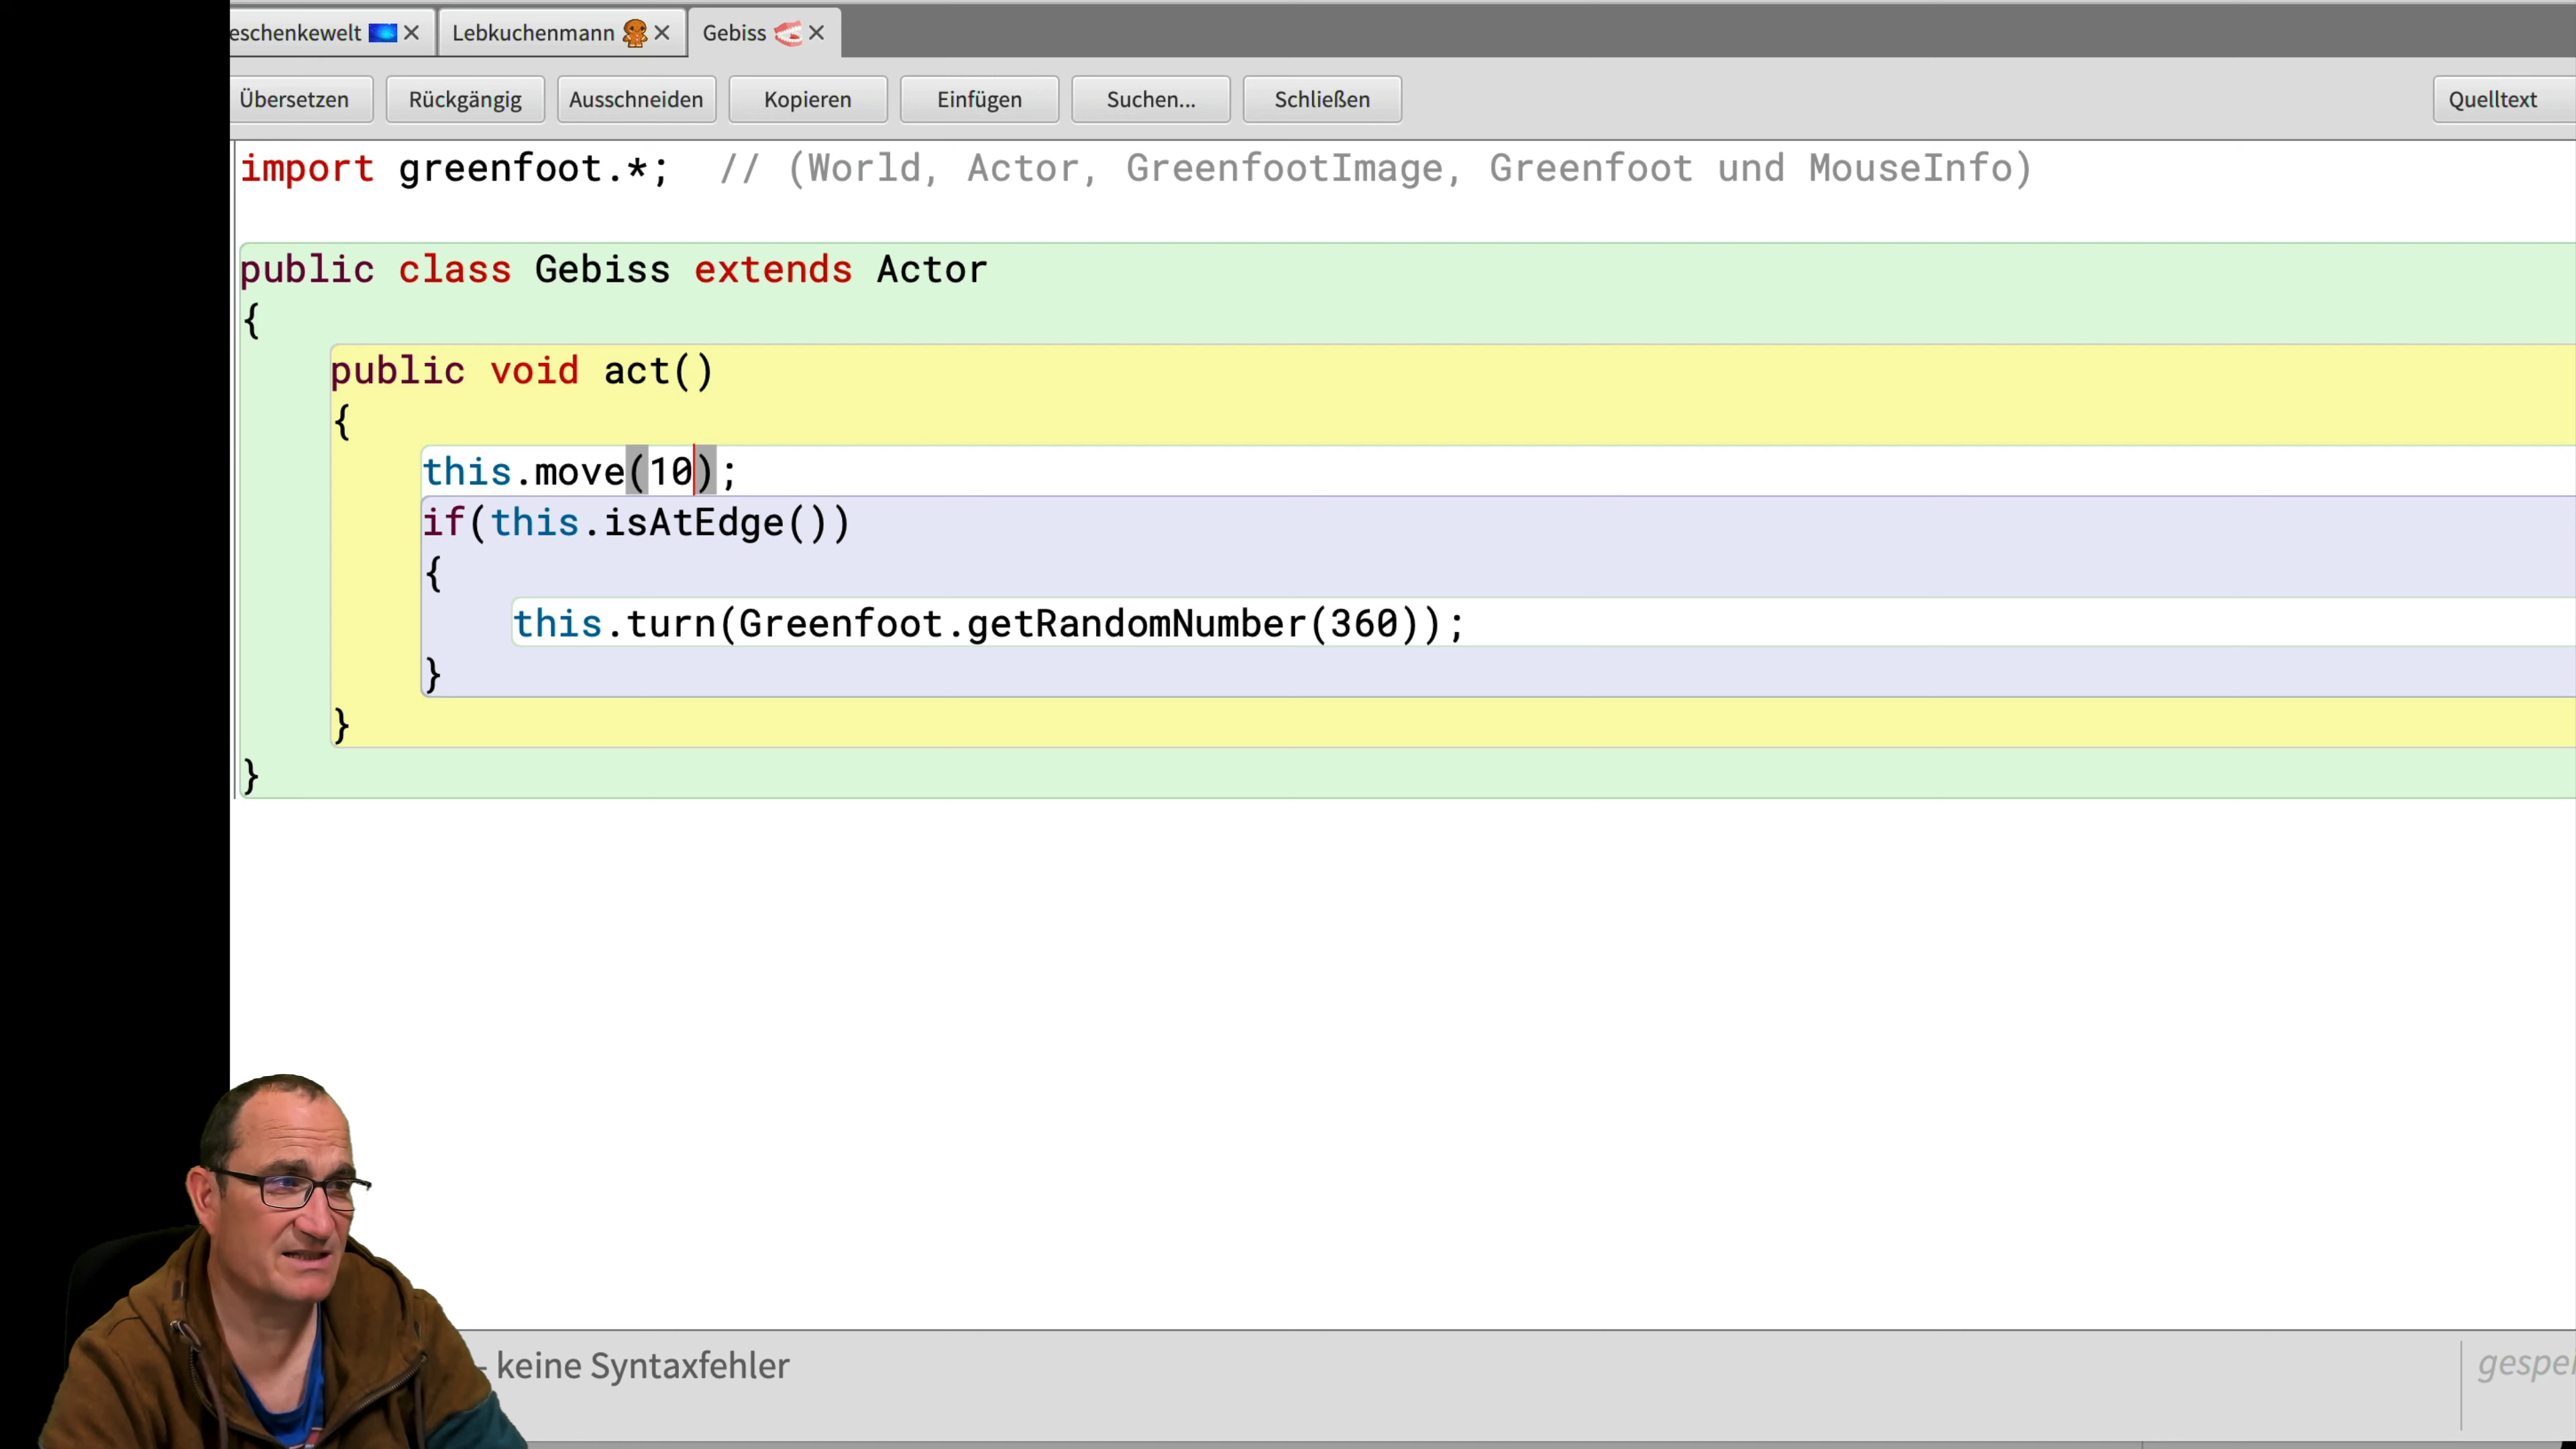 eschenkewelt Lebkuchenmann Gebiss
Übersetzen Rückgängig Ausschneiden Kopieren Einfügen Suchen... Schließen Quelltext
import greenfoot.*;  // (World, Actor, GreenfootImage, Greenfoot und MouseInfo)
public class Gebiss extends Actor
{
public void act()
{
this.move(10);
if(this.isAtEdge())
{
this.turn(Greenfoot.getRandomNumber(360));
}
}
}
- keine Syntaxfehler
gespei